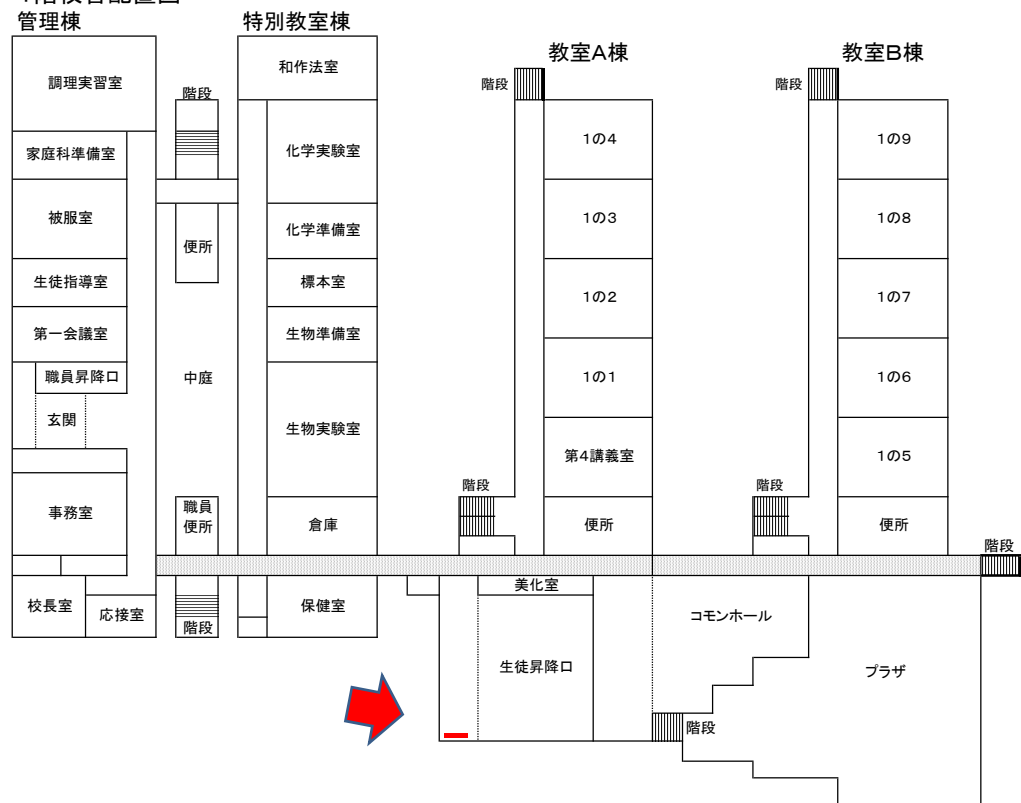 管理棟
特別教室棟
教室A棟
教室B棟
調理実習室
家庭科準備室
被服室
生徒指導室
第一会議室
職員昇降口
玄関
事務室
校長室
応接室
階段
便所
中庭
職員
便所
階段
和作法室
化学実験室
化学準備室
標本室
生物準備室
生物実験室
倉庫
保健室
階段
1の4
1の3
1の2
1の1
第4講義室
階段
便所
階段
1の9
1の8
1の7
1の6
1の5
階段
便所
階段
美化室
生徒昇降口
コモンホール
プラザ
階段